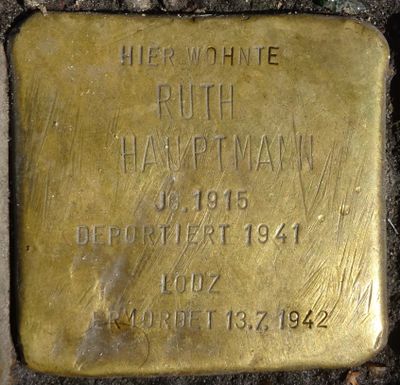 HIER WOHNTE
RUTH
HAUPTMANN
JG. 1915
DEPORTIERT 1941
LODZ
ERMORDET 13.7.1942